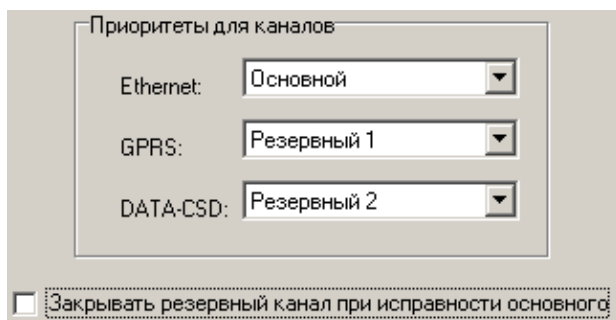 Приоритеты для каналов
Ethernet: Основной
GPRS: Резервный 1
DATA-CSD: Резервный 2
Закрывать резервный канал при исправности основного